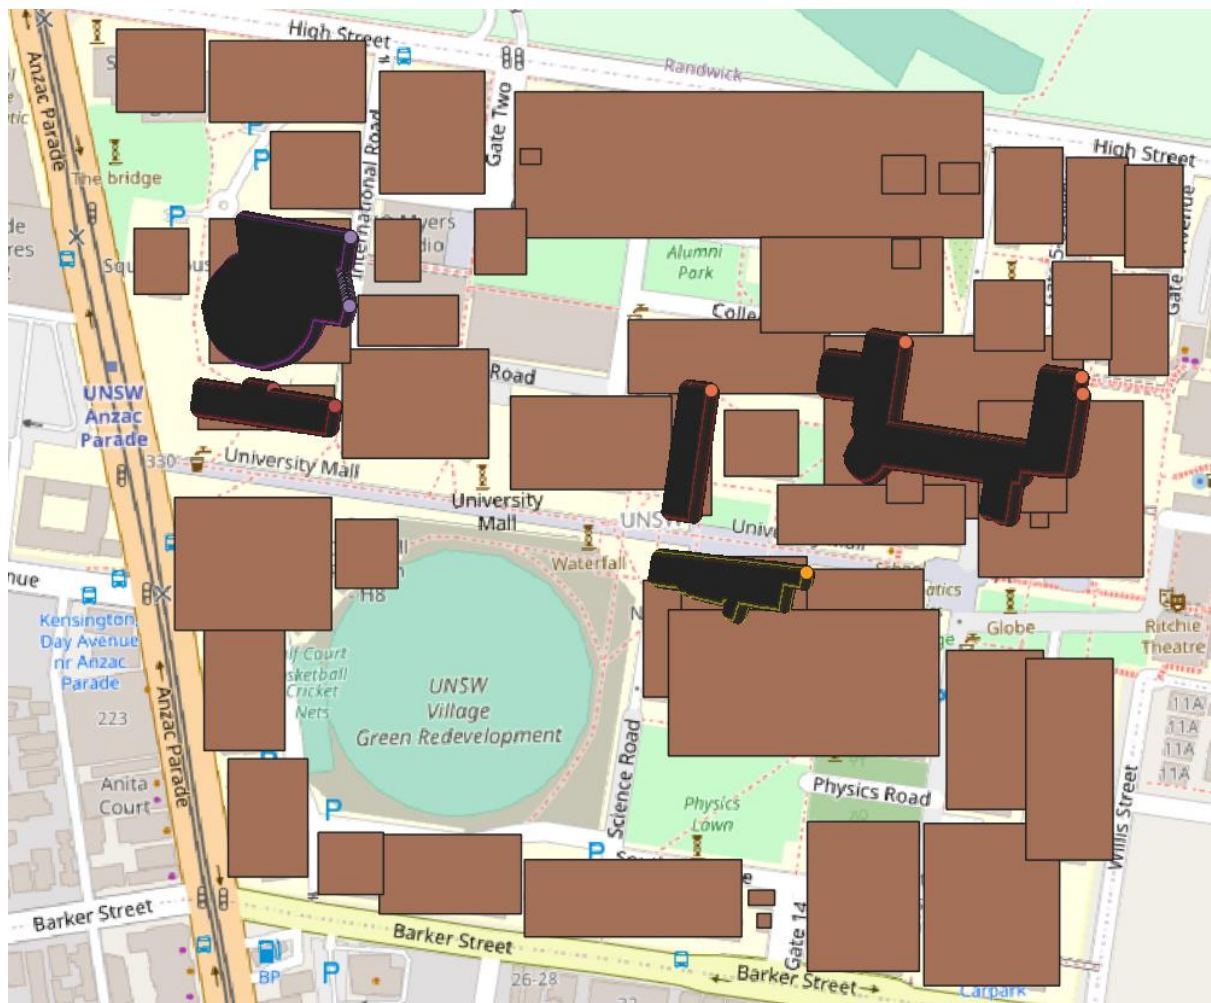 High Street
Anzac Parade
Randwick
Gate Two
High Street
The bridge
International Road
Myers
Alumni
Park
UNSW
Anzac
Parade
Road
University Mall
330
University
Mall
UNSW
Waterfall
Globe
Ritchie
Theatre
H8
Kensington,
Day Avenue
nr Anzac
Parade
223
Anita
Court
Anzac Parade
Cricket
Nets
UNSW
Village
Green Redevelopment
Science Road
Physics
Lawn
Physics Road
11A
11A
11A
11A
Willis Street
Gate 14
Barker Street
Barker Street
Barker Street
BP
26-28
Carpark